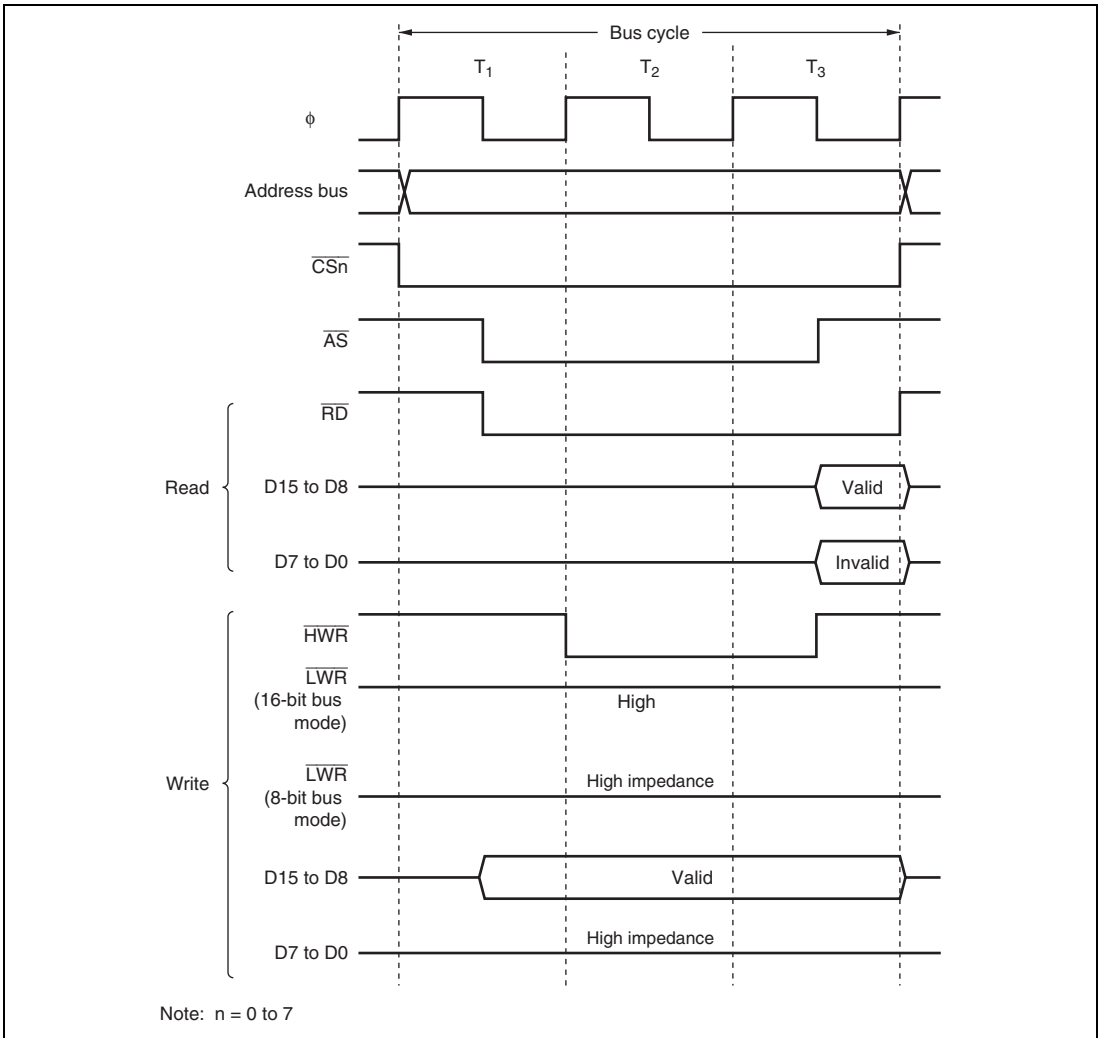 Bus cycle
T1 T2 T3
φ
Address bus
CSn
AS
RD
Read
D15 to D8
Valid
D7 to D0
Invalid
HWR
LWR
(16-bit bus
mode)
High
Write
LWR
(8-bit bus
mode)
High impedance
D15 to D8
Valid
D7 to D0
High impedance
Note: n = 0 to 7